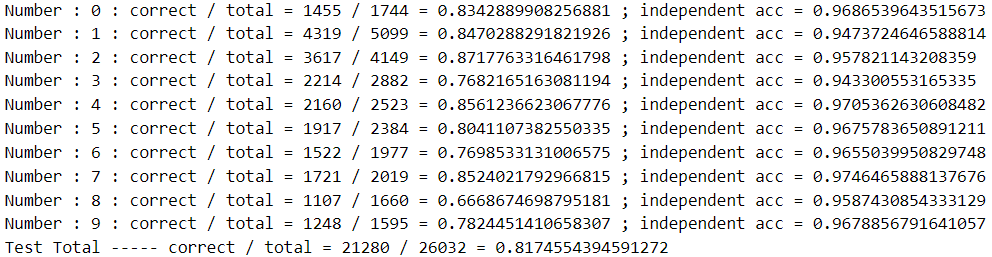 Number : 0 : correct / total = 1455 / 1744 = 0.8342889908256881 ; independent acc = 0.9686539643515673
Number : 1 : correct / total = 4319 / 5099 = 0.8470288291821926 ; independent acc = 0.9473724646588814
Number : 2 : correct / total = 3617 / 4149 = 0.8717763316461798 ; independent acc = 0.957821143208359
Number : 3 : correct / total = 2214 / 2882 = 0.7682165163081194 ; independent acc = 0.943300553165335
Number : 4 : correct / total = 2160 / 2523 = 0.8561236623067776 ; independent acc = 0.9705362630608482
Number : 5 : correct / total = 1917 / 2384 = 0.8041107382550335 ; independent acc = 0.9675783650891211
Number : 6 : correct / total = 1522 / 1977 = 0.7698533131006575 ; independent acc = 0.9655039950829748
Number : 7 : correct / total = 1721 / 2019 = 0.8524021792966815 ; independent acc = 0.9746465888137676
Number : 8 : correct / total = 1107 / 1660 = 0.6668674698795181 ; independent acc = 0.9587430854333129
Number : 9 : correct / total = 1248 / 1595 = 0.7824451410658307 ; independent acc = 0.9678856791641057
Test Total ----- correct / total = 21280 / 26032 = 0.8174554394591272